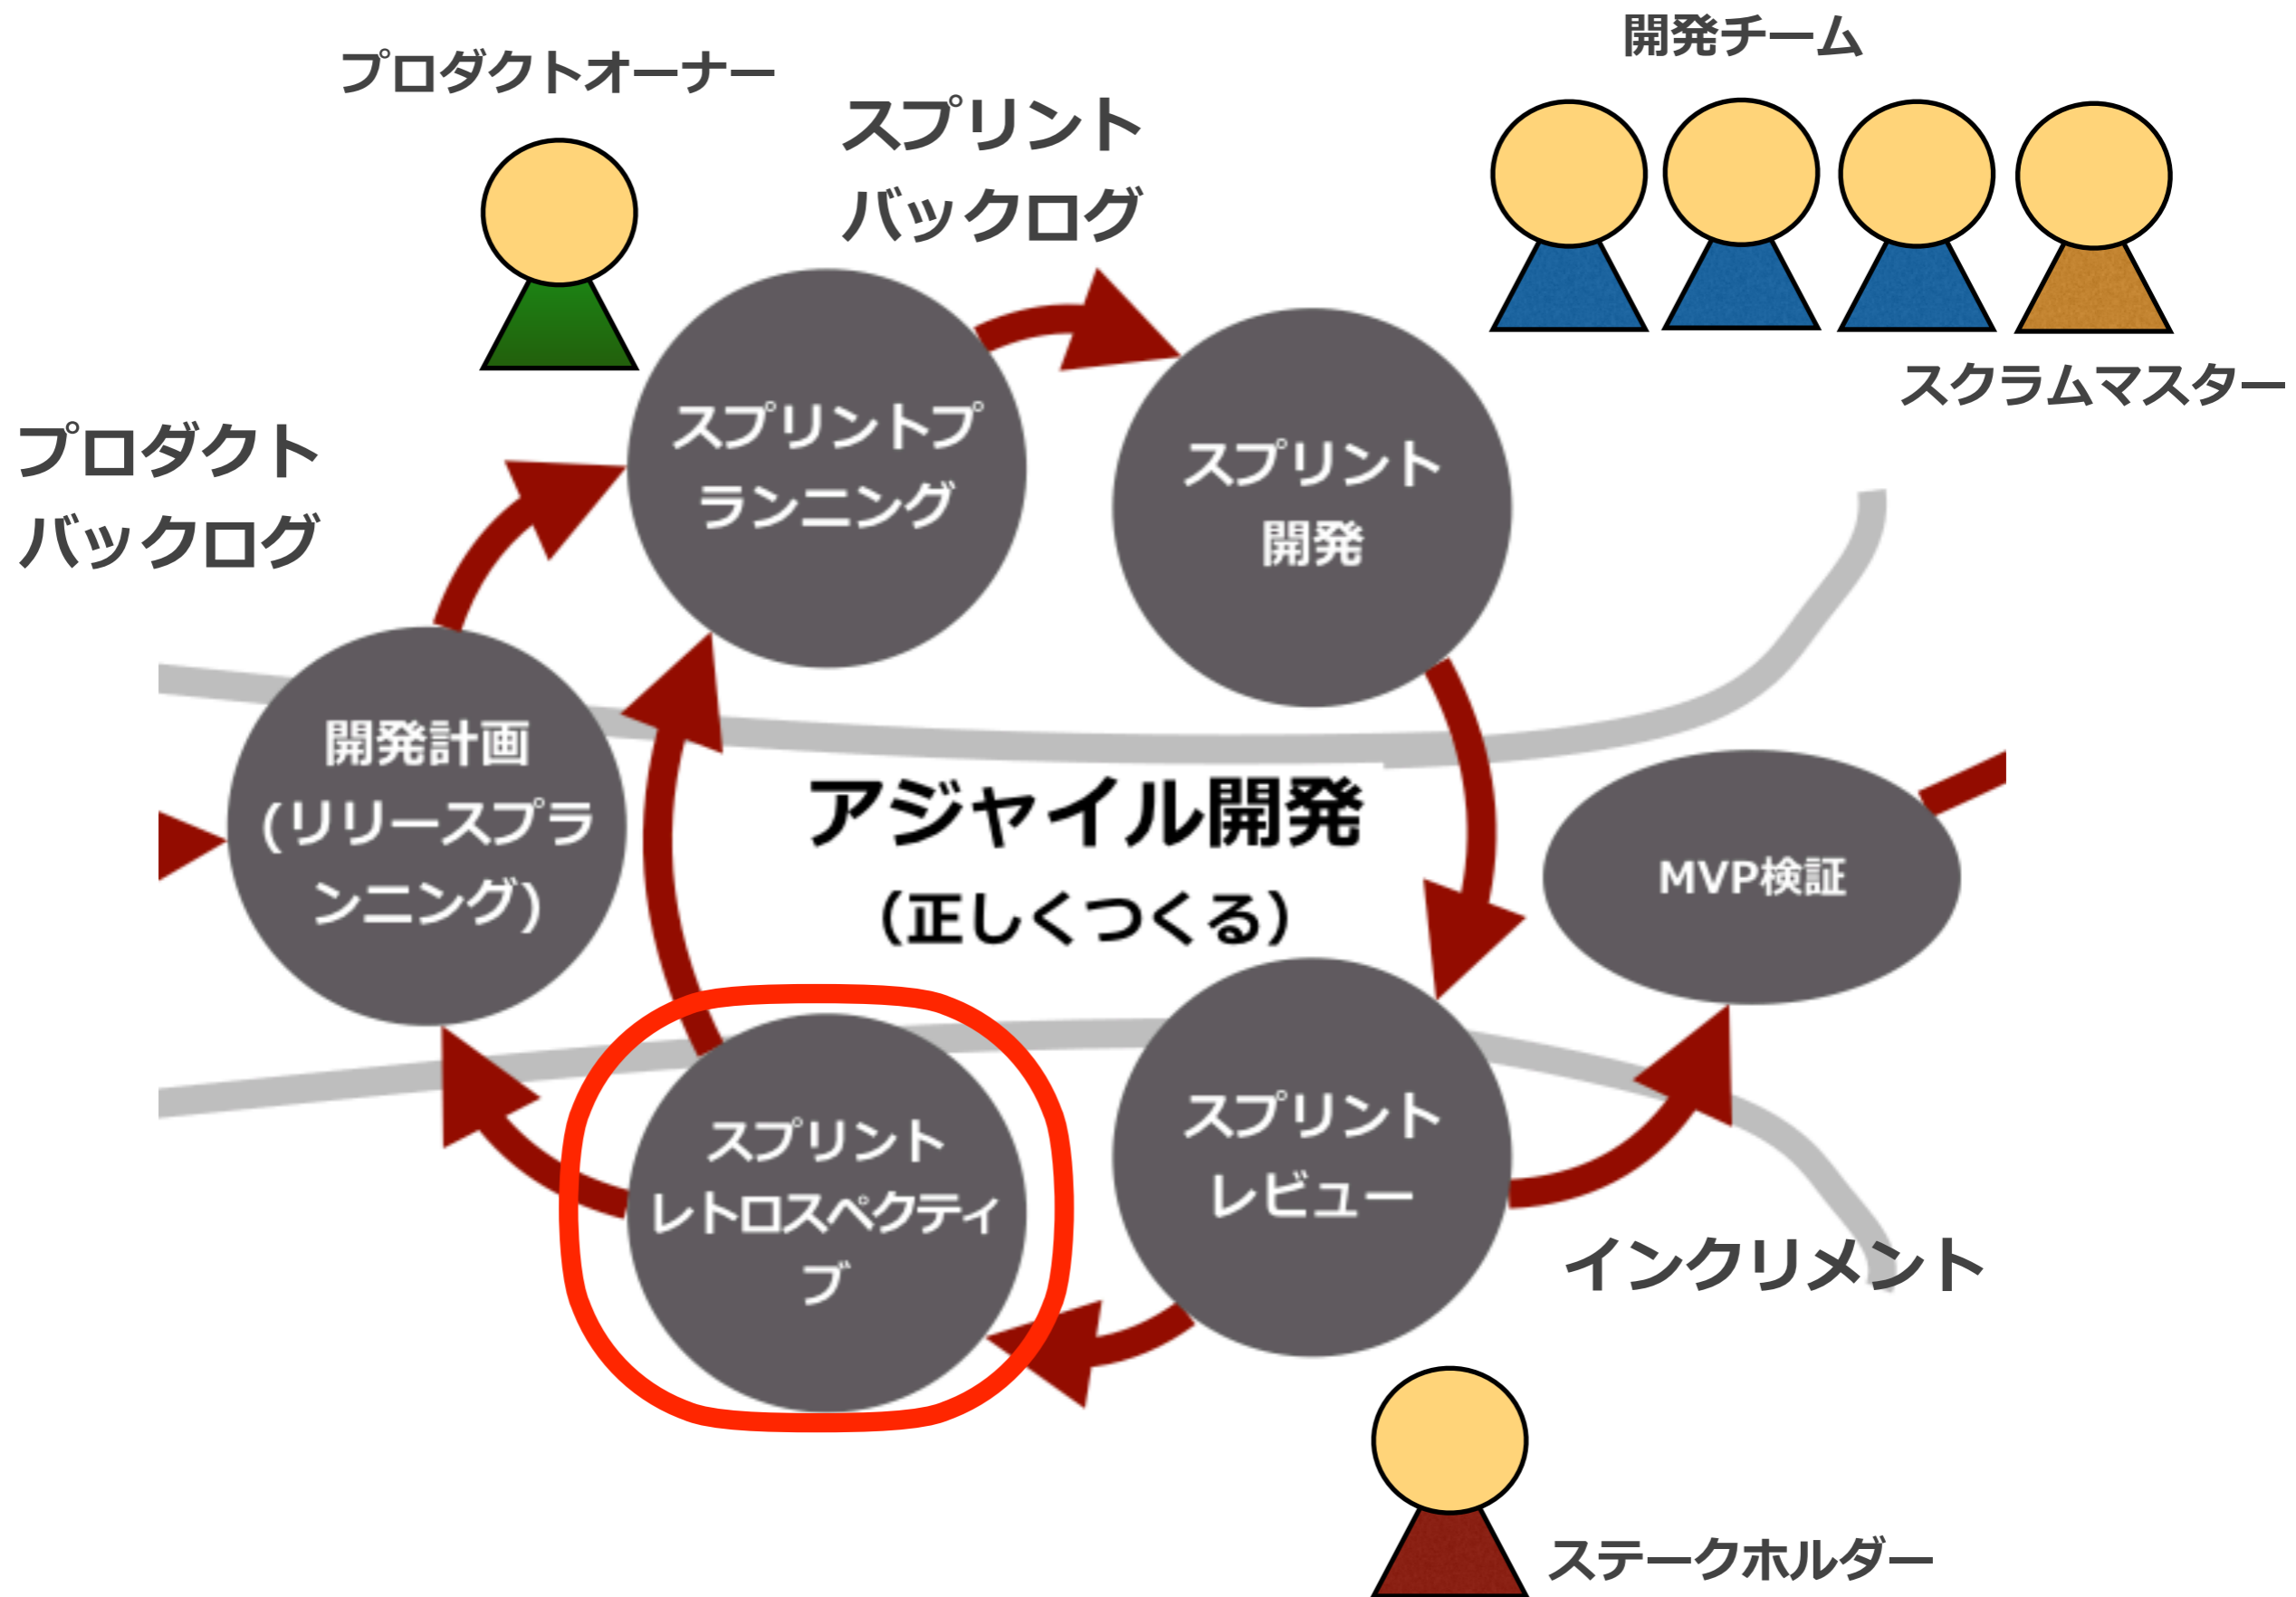 開発チーム
プロダクトオーナー
スプリント
バックログ
スクラムマスター
プロダクト
バックログ
スプリントプ
ランニング
スプリント
開発
開発計画
(リリースプラ
ンニング)
アジャイル開発
（正しくつくる）
MVP検証
スプリント
レトロスペクティ
ブ
スプリント
レビュー
インクリメント
ステークホルダー